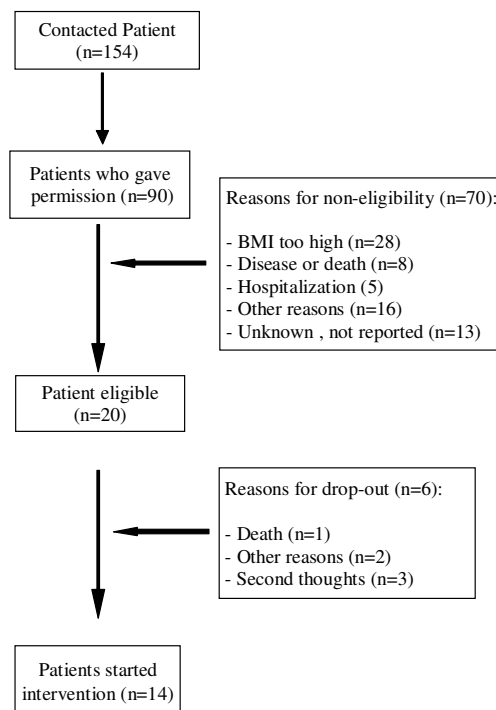 Contacted Patient
(n=154)
Patients who gave
permission (n=90)
Reasons for non-eligibility (n=70):
- BMI too high (n=28)
- Disease or death (n=8)
- Hospitalization (5)
- Other reasons (n=16)
- Unknown , not reported (n=13)
Patient eligible
(n=20)
Reasons for drop-out (n=6):
- Death (n=1)
- Other reasons (n=2)
- Second thoughts (n=3)
Patients started
intervention (n=14)